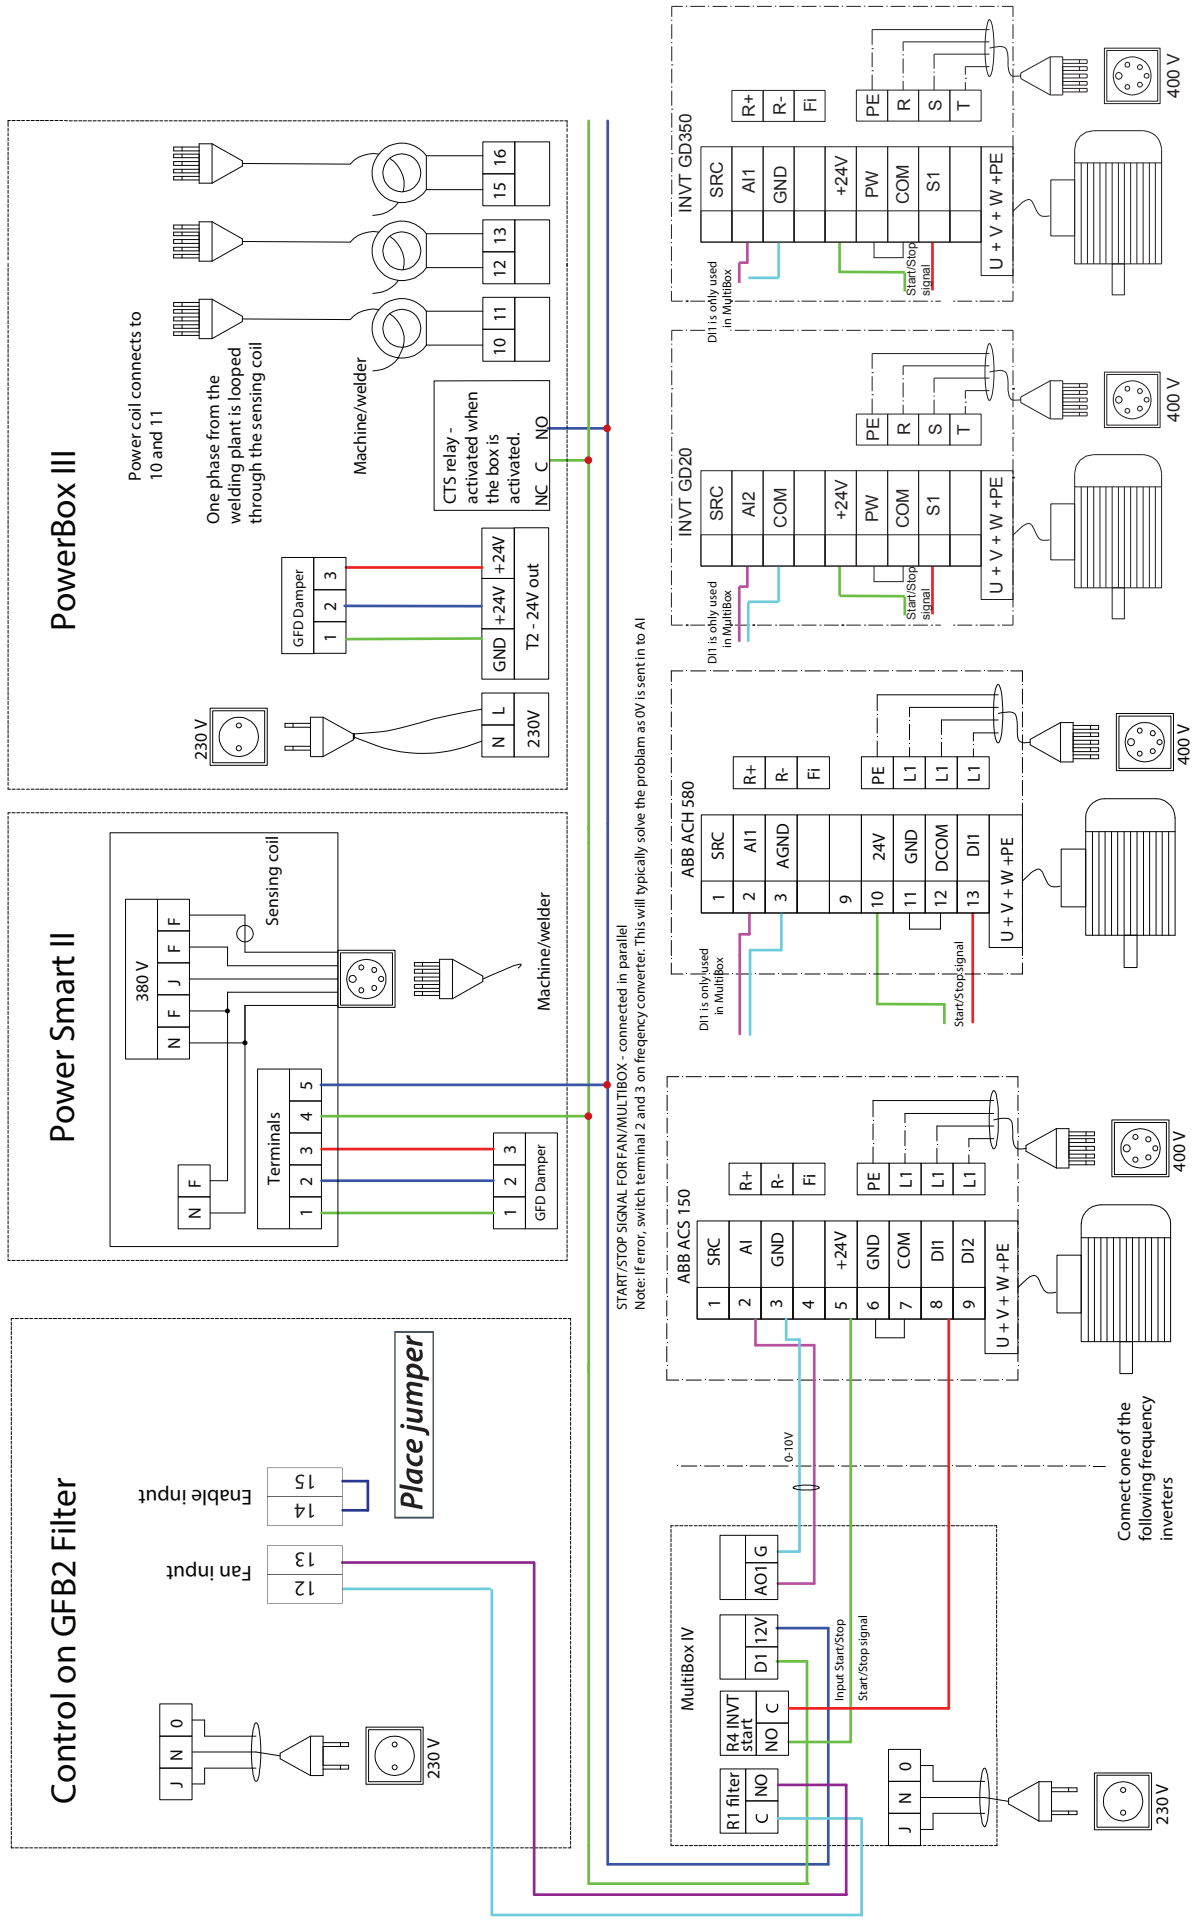 Control on GFB2 Filter
J N 0
230 V
Fan input
12 13
Enable input
14 15
Place jumper
Power Smart II
N F
380 V
N F J F F
Sensing coil
Terminals
1 2 3 4 5
1 2 3
GFD Damper
Machine/welder
PowerBox III
230 V
N L
230V
GFD Damper
1 2 3
GND +24V +24V
T2 - 24V out
Power coil connects to
10 and 11
One phase from the
welding plant is looped
through the sensing coil
Machine/welder
CTS relay -
activated when
the box is
activated.
NC C NO
10 11
12 13
15 16
START/STOP SIGNAL FOR FAN/MULTIBOX - connected in parallel
Note: If error, switch terminal 2 and 3 on freqency converter. This will typically solve the problam as 0V is sent in to AI
MultiBox IV
R1 filter
C NO
R4 INVT
start
NO C
D1 12V
AO1 G
Input Start/Stop
Start/Stop signal
J N 0
230 V
0-10V
Connect one of the
following frequency
inverters
ABB ACS 150
1 SRC
2 AI
3 GND
4
5 +24V
6 GND
7 COM
8 DI1
9 DI2
U + V + W +PE
R+
R-
Fi
PE
L1
L1
L1
400 V
ABB ACH 580
DI1 is only used
in MultiBox
1 SRC
2 AI1
3 AGND
9
10 24V
11 GND
12 DCOM
13 DI1
U + V + W +PE
Start/Stop signal
R+
R-
Fi
PE
L1
L1
L1
400 V
INVT GD20
DI1 is only used
in MultiBox
SRC
AI2
COM
+24V
PW
COM
S1
U + V + W +PE
Start/Stop
signal
PE
R
S
T
400 V
INVT GD350
DI1 is only used
in MultiBox
SRC
AI1
GND
+24V
PW
COM
S1
U + V + W +PE
Start/Stop
signal
R+
R-
Fi
PE
R
S
T
400 V